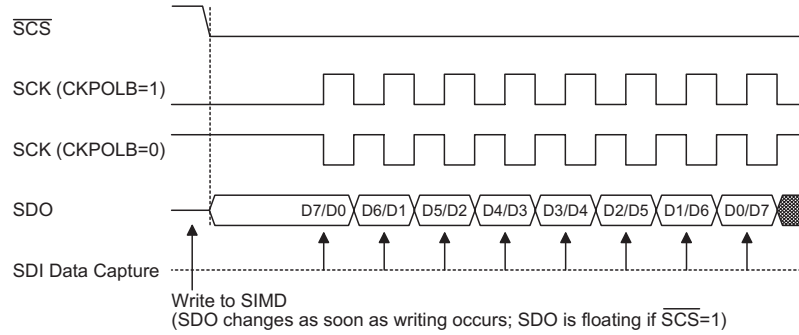 SCS
SCK (CKPOLB=1)
SCK (CKPOLB=0)
SDO
D7/D0 D6/D1 D5/D2 D4/D3 D3/D4 D2/D5 D1/D6 D0/D7
SDI Data Capture
Write to SIMD
(SDO changes as soon as writing occurs; SDO is floating if SCS=1)